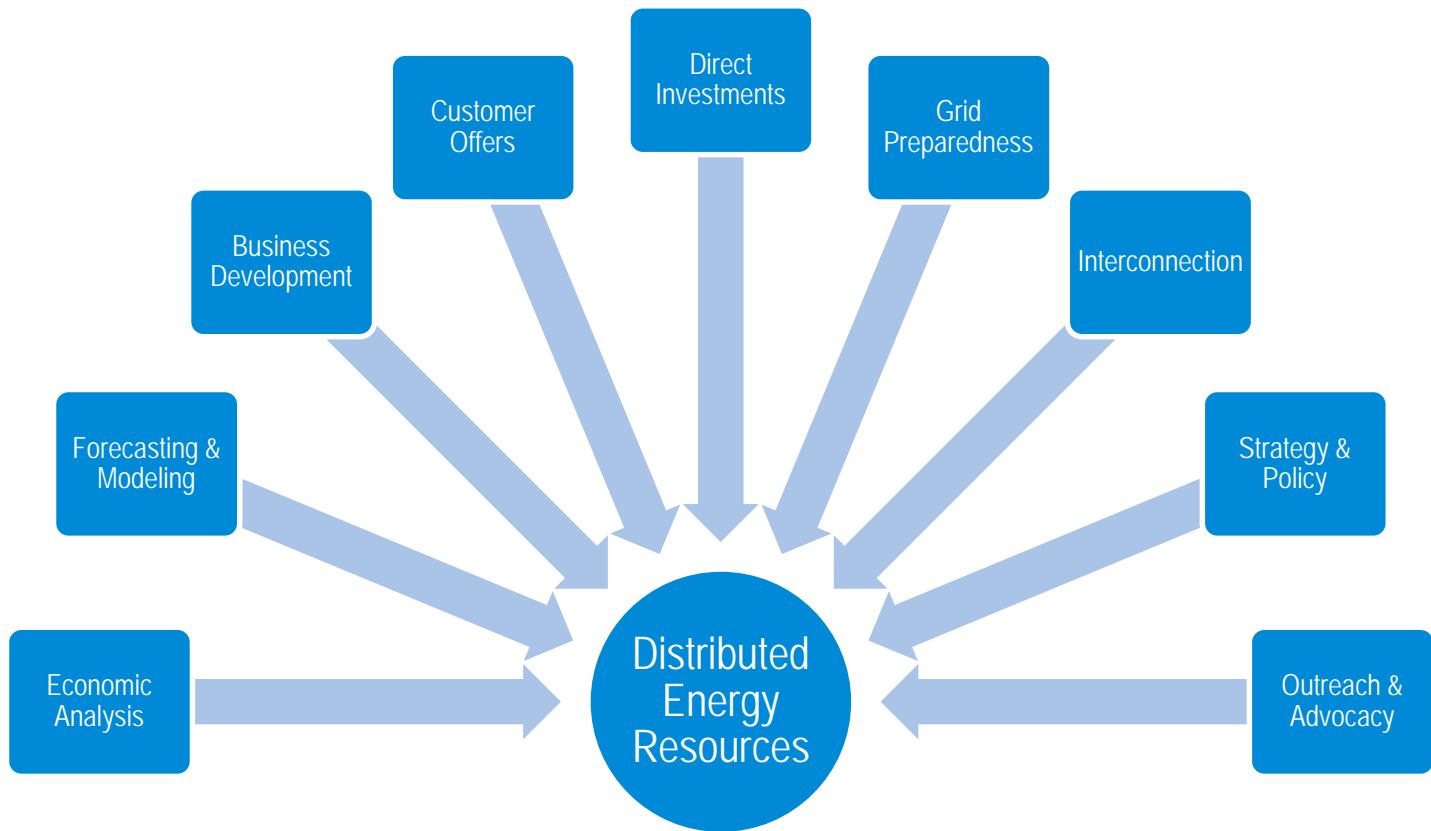 Direct
Investments
Customer
Offers
Grid
Preparedness
Business
Development
Interconnection
Forecasting &
Modeling
Strategy &
Policy
Economic
Analysis
Distributed
Energy
Resources
Outreach &
Advocacy